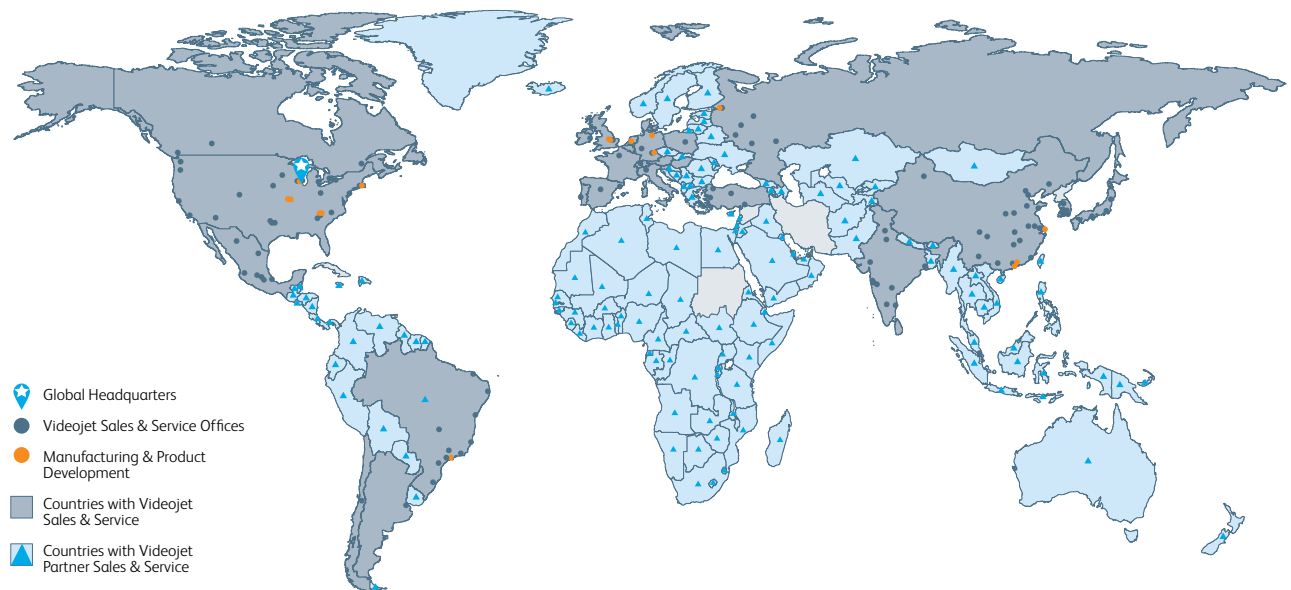 Global Headquarters
Videojet Sales & Service Offices
Manufacturing & Product
Development
Countries with Videojet
Sales & Service
Countries with Videojet
Partner Sales & Service